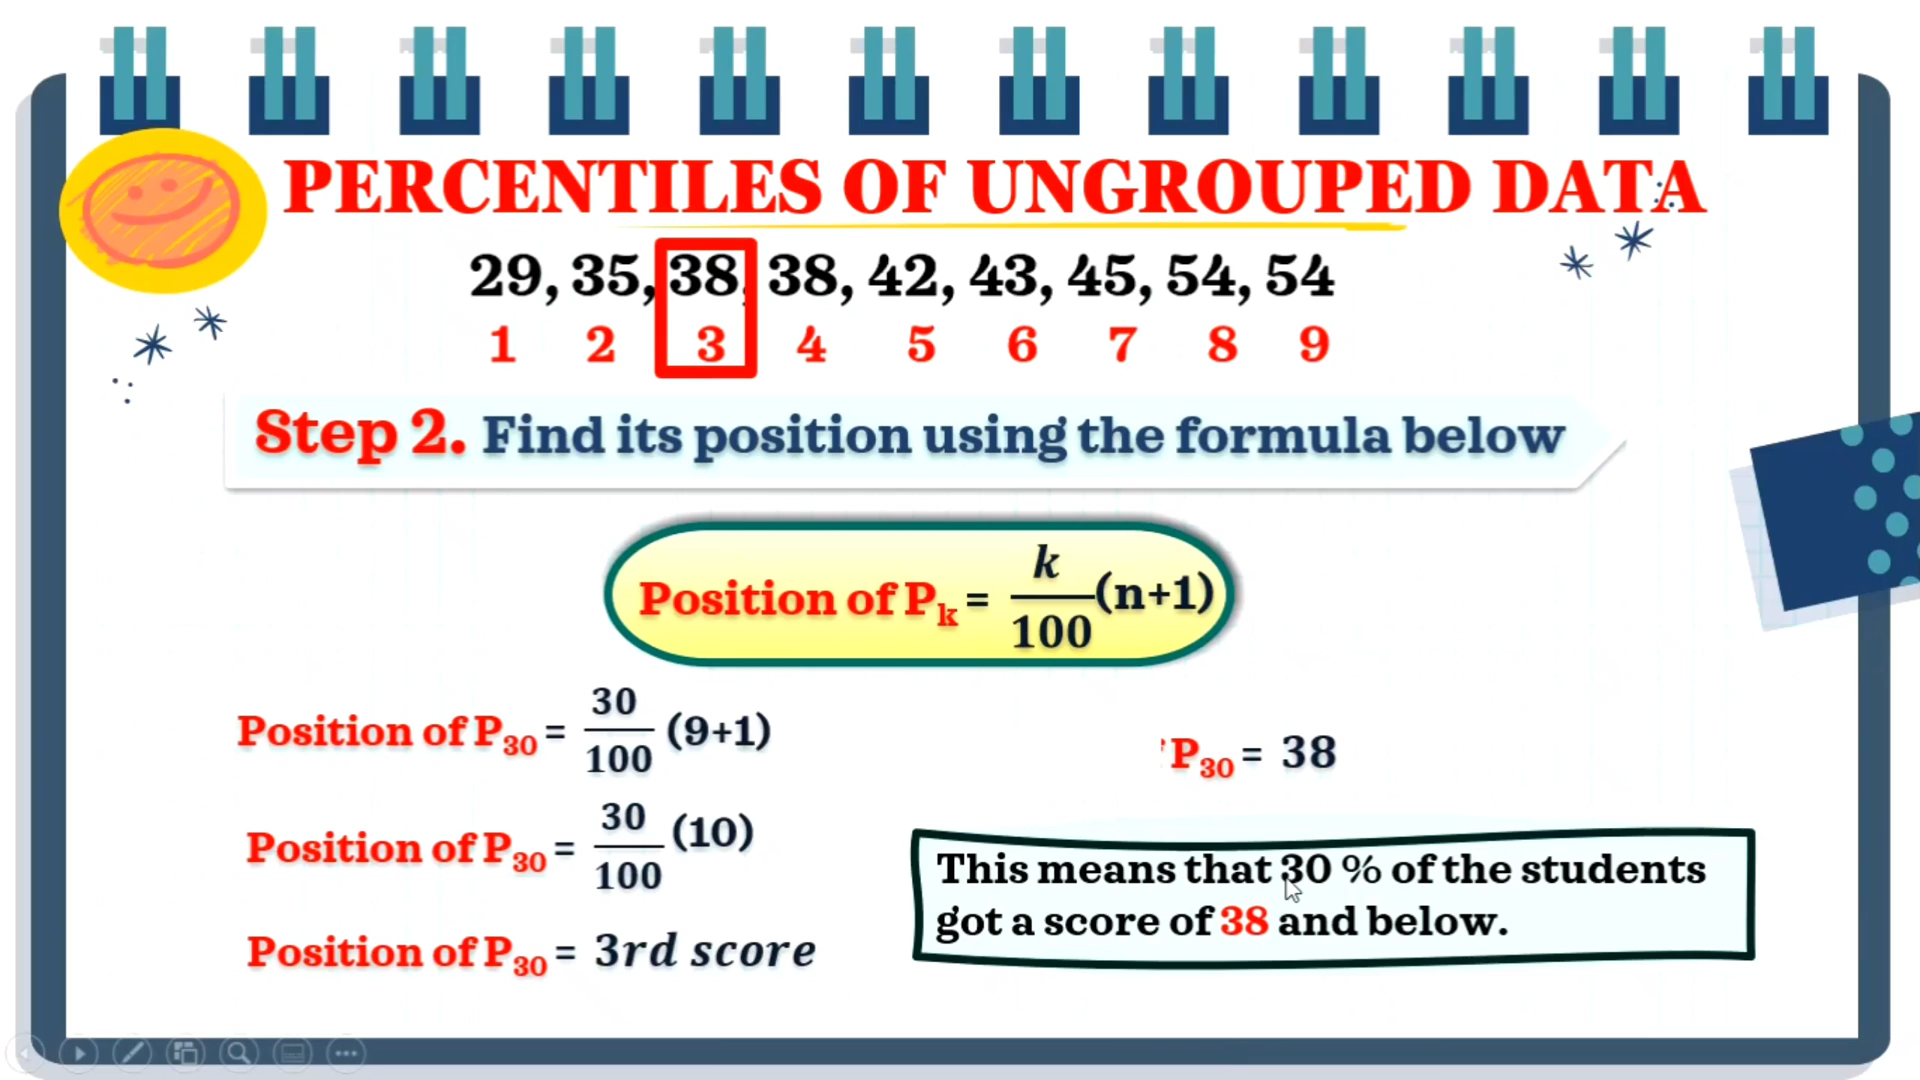 PERCENTILES OF UNGROUPED DATA
29, 35, 38, 38, 42, 43, 45, 54, 54
1 2 3 4 5 6 7 8 9
Step 2. Find its position using the formula below
Position of Pk = k/100 (n+1)
Position of P30 = 30/100 (9+1)
Position of P30 = 30/100 (10)
Position of P30 = 3rd score
P30 = 38
This means that 30 % of the students
got a score of 38 and below.